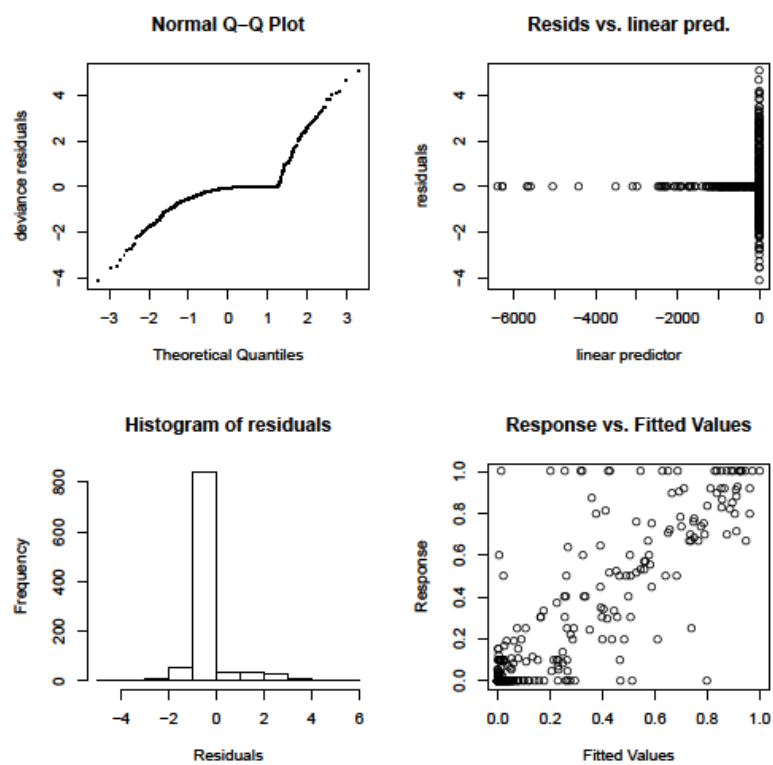 Normal Q−Q Plot
deviance residuals
4
2
0
−2
−4
−3 −2 −1 0 1 2 3
Theoretical Quantiles
Resids vs. linear pred.
residuals
4
2
0
−2
−4
−6000 −4000 −2000 0
linear predictor
Histogram of residuals
Frequency
800
600
400
200
0
−4 −2 0 2 4 6
Residuals
Response vs. Fitted Values
Response
1.0
0.8
0.6
0.4
0.2
0.0
0.0 0.2 0.4 0.6 0.8 1.0
Fitted Values